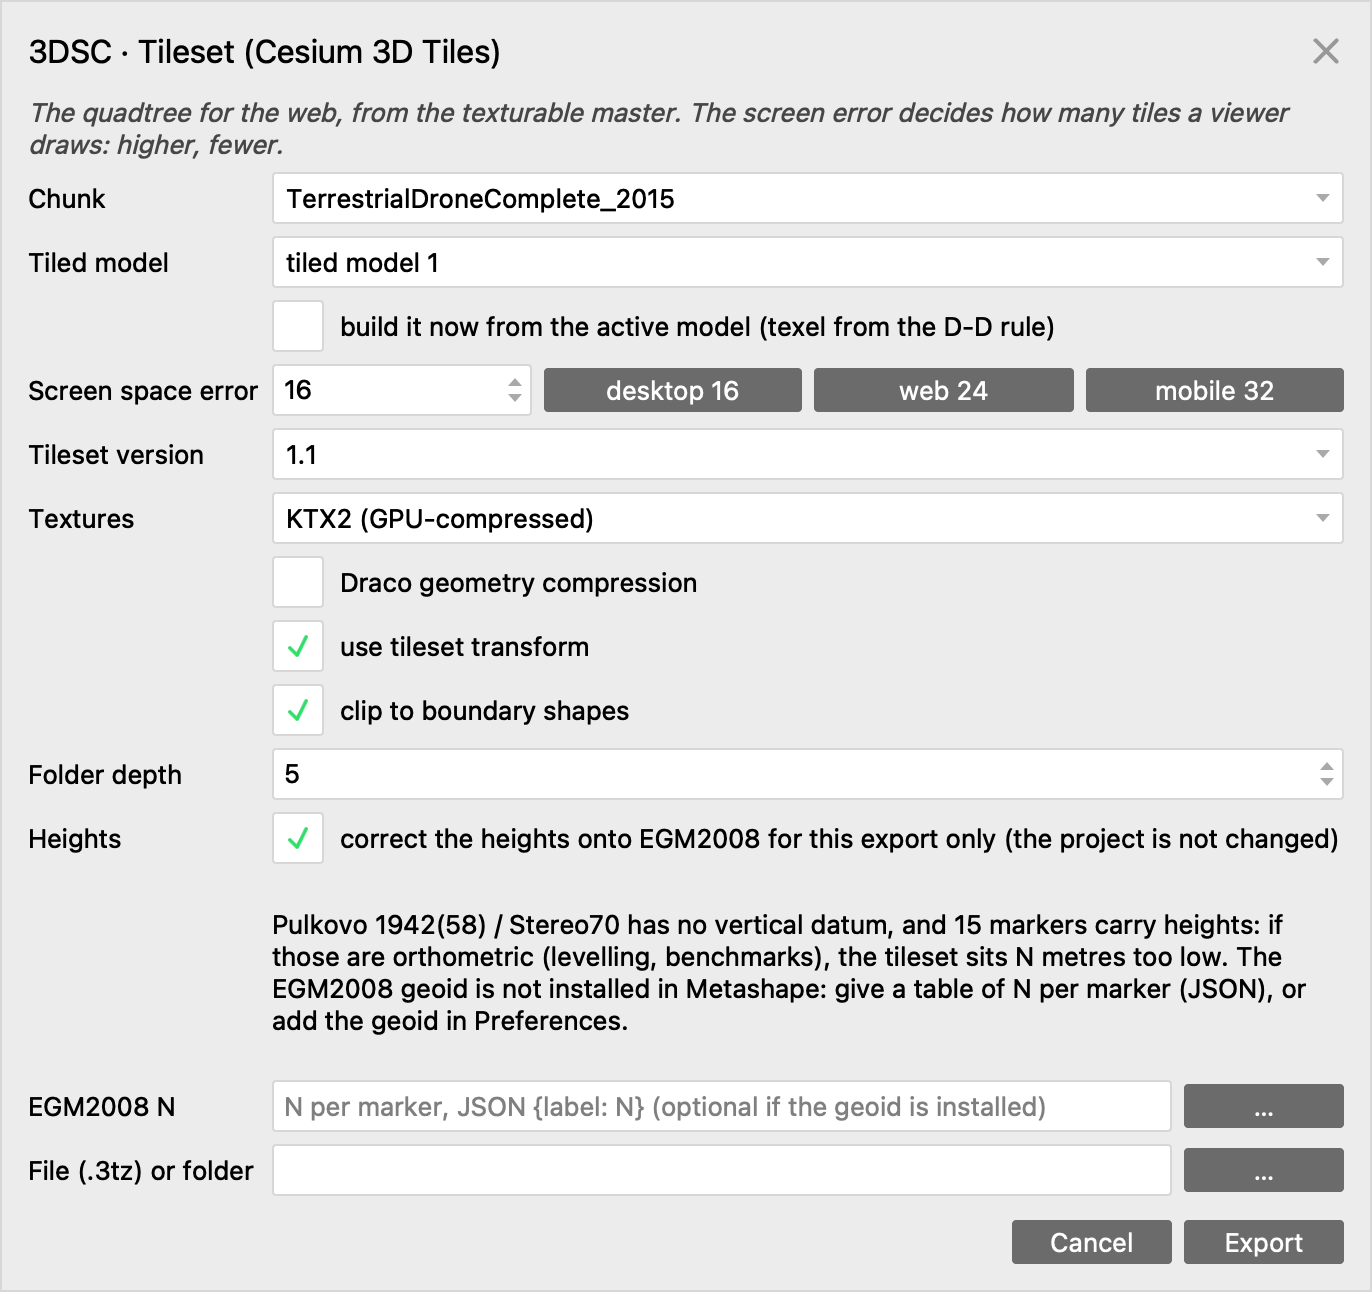 3DSC · Tileset (Cesium 3D Tiles)
The quadtree for the web, from the texturable master. The screen error decides how many tiles a viewer
draws: higher, fewer.
Chunk
TerrestrialDroneComplete_2015
Tiled model
tiled model 1
build it now from the active model (texel from the D-D rule)
Screen space error
16
desktop 16
web 24
mobile 32
Tileset version
1.1
Textures
KTX2 (GPU-compressed)
Draco geometry compression
use tileset transform
clip to boundary shapes
Folder depth
5
Heights
correct the heights onto EGM2008 for this export only (the project is not changed)
Pulkovo 1942(58) / Stereo70 has no vertical datum, and 15 markers carry heights: if
those are orthometric (levelling, benchmarks), the tileset sits N metres too low. The
EGM2008 geoid is not installed in Metashape: give a table of N per marker (JSON), or
add the geoid in Preferences.
EGM2008 N
N per marker, JSON {label: N} (optional if the geoid is installed)
...
File (.3tz) or folder
...
Cancel
Export